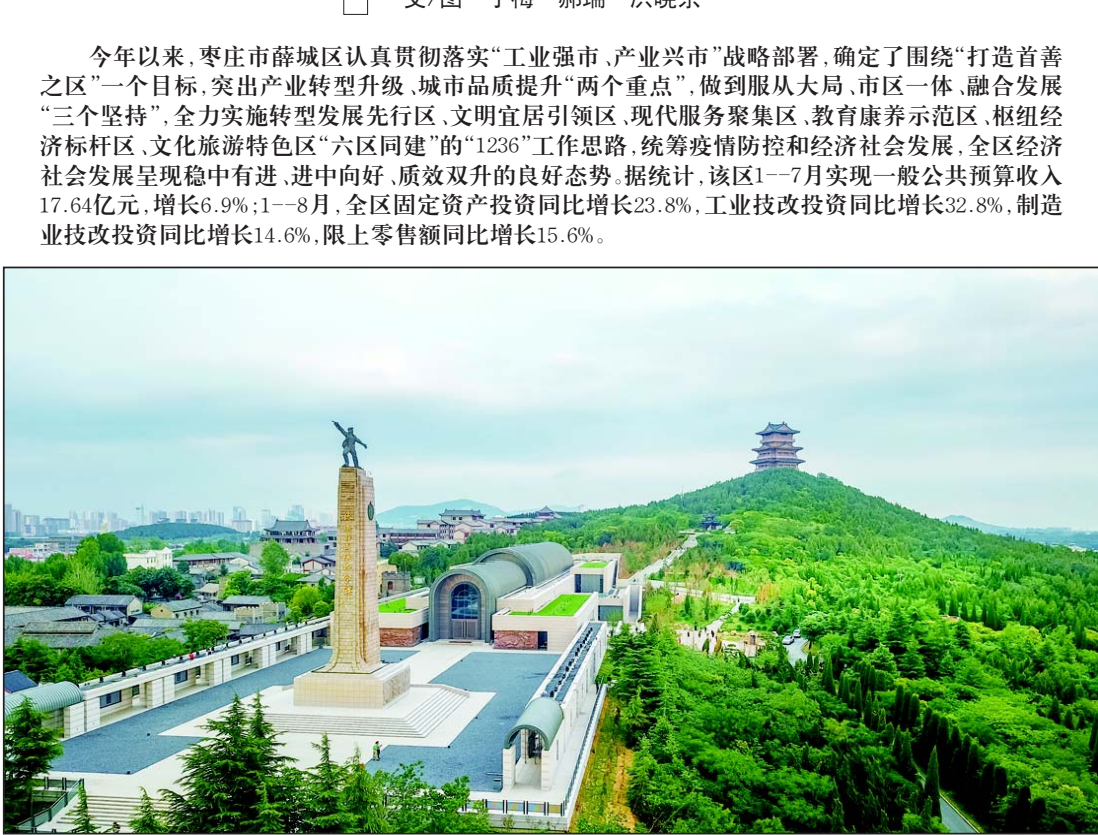 今年以来,枣庄市薛城区认真贯彻落实“工业强市、产业兴市”战略部署,确定了围绕“打造首善
之区”一个目标,突出产业转型升级、城市品质提升“两个重点”,做到服从大局、市区一体、融合发展
“三个坚持”,全力实施转型发展先行区、文明宜居引领区、现代服务聚集区、教育康养示范区、枢纽经
济标杆区、文化旅游特色区“六区同建”的“1236”工作思路,统筹疫情防控和经济社会发展,全区经济
社会发展呈现稳中有进、进中向好、质效双升的良好态势。据统计,该区1--7月实现一般公共预算收入
17.64亿元,增长6.9%;1--8月,全区固定资产投资同比增长23.8%,工业技改投资同比增长32.8%,制造
业技改投资同比增长14.6%,限上零售额同比增长15.6%。